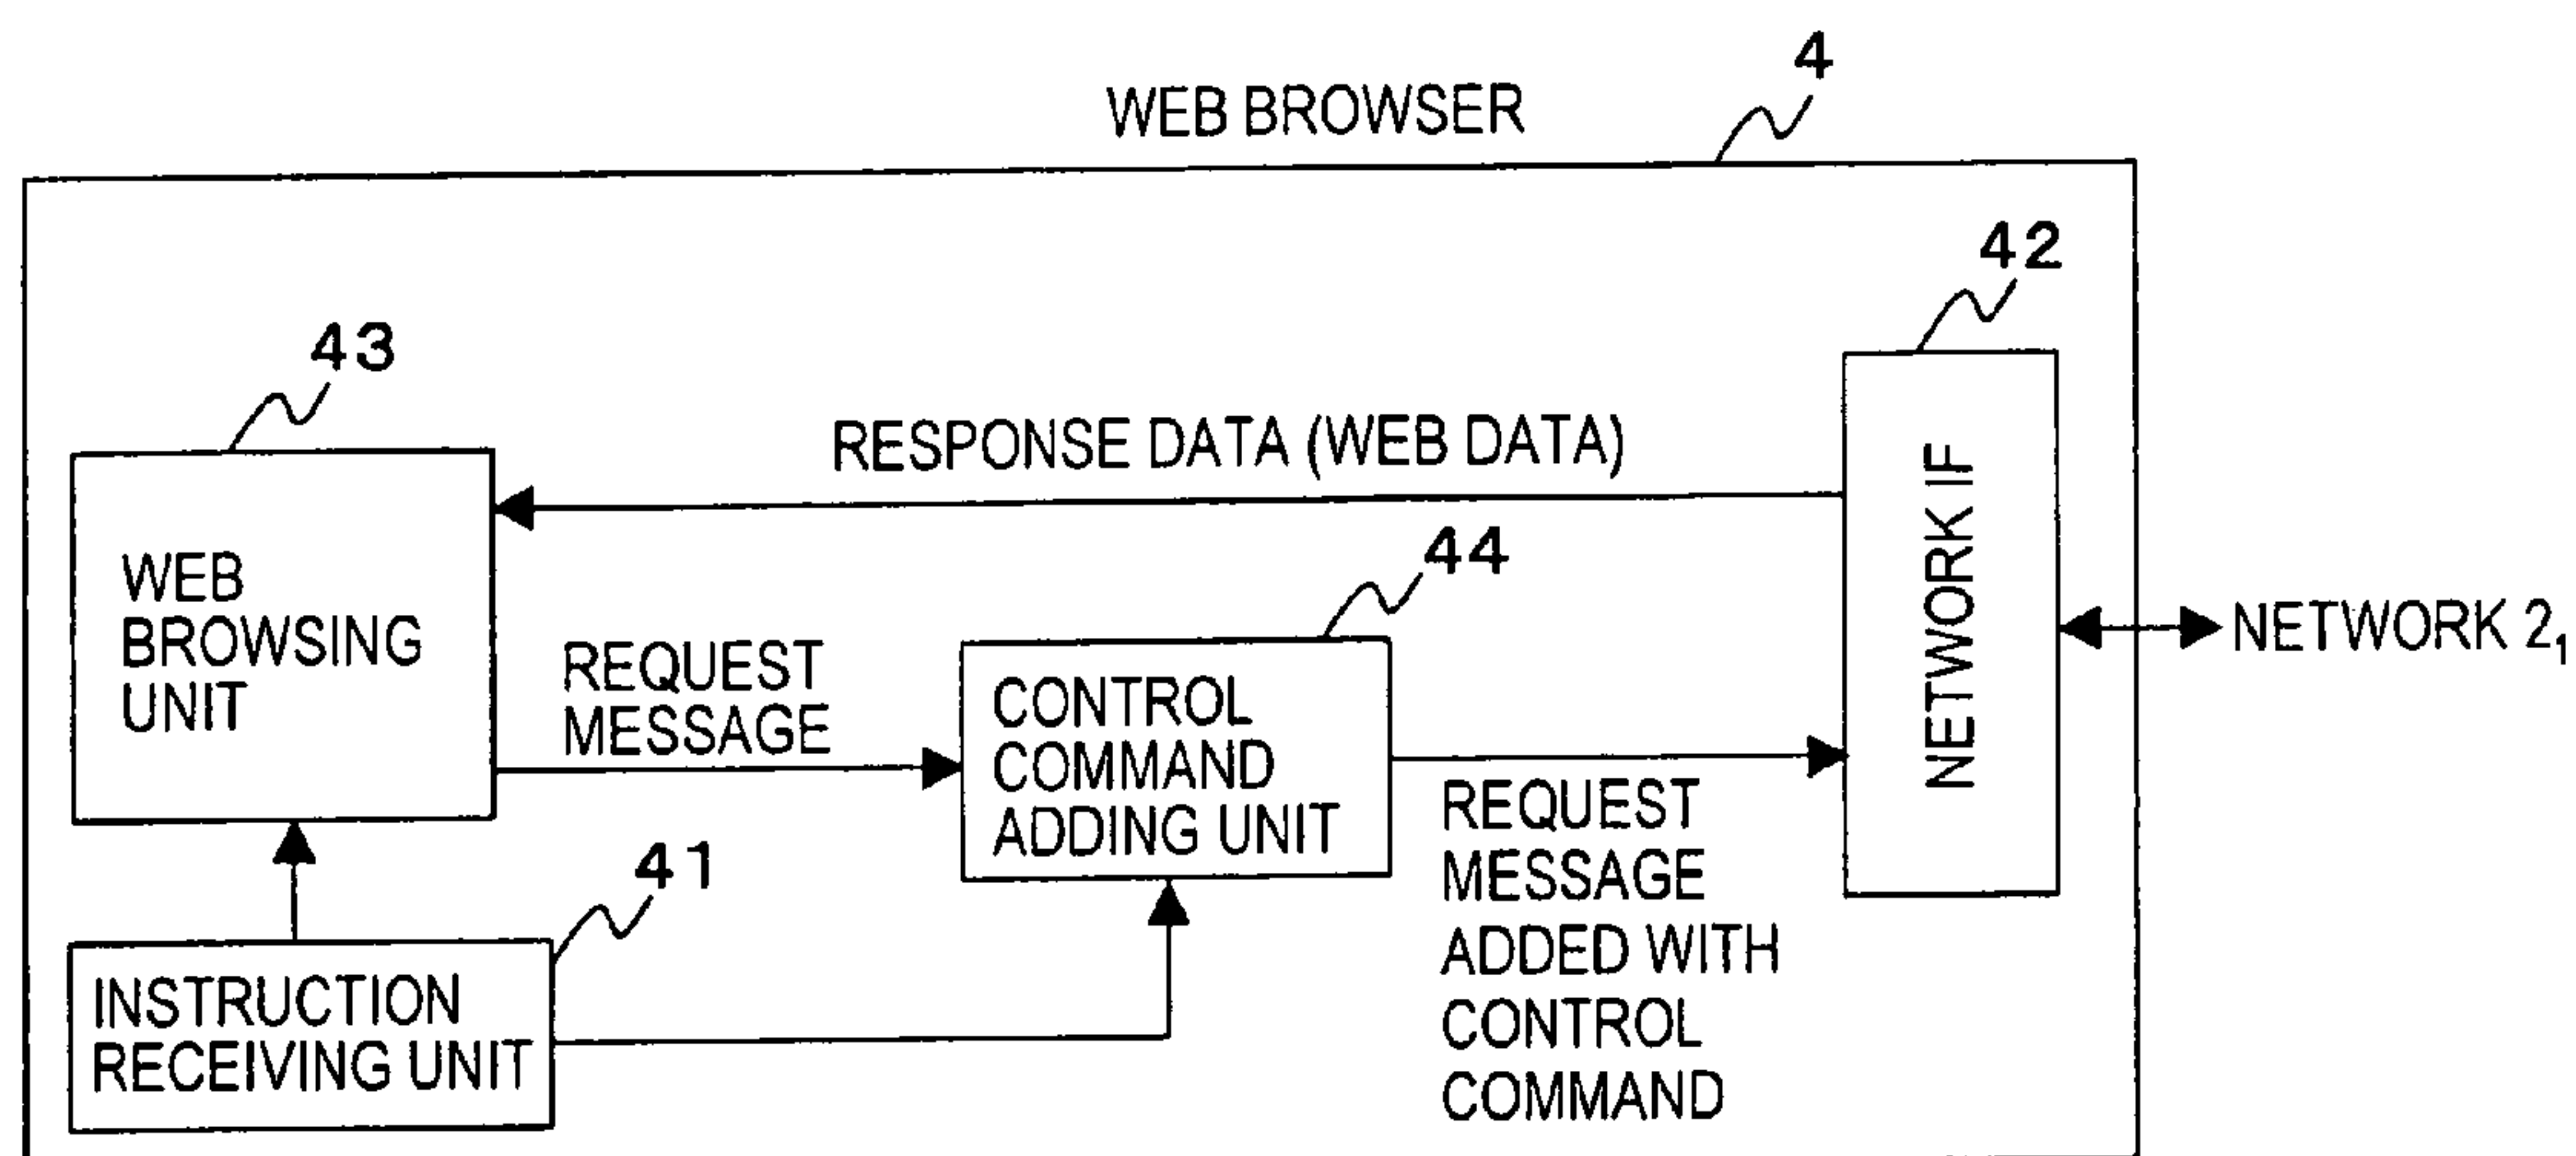 4
WEB BROWSER
42
43
RESPONSE DATA (WEB DATA)
44
WEB
BROWSING
UNIT
NETWORK IF
NETWORK 2₁
REQUEST
MESSAGE
CONTROL
COMMAND
ADDING UNIT
REQUEST
MESSAGE
ADDED WITH
CONTROL
COMMAND
41
INSTRUCTION
RECEIVING UNIT